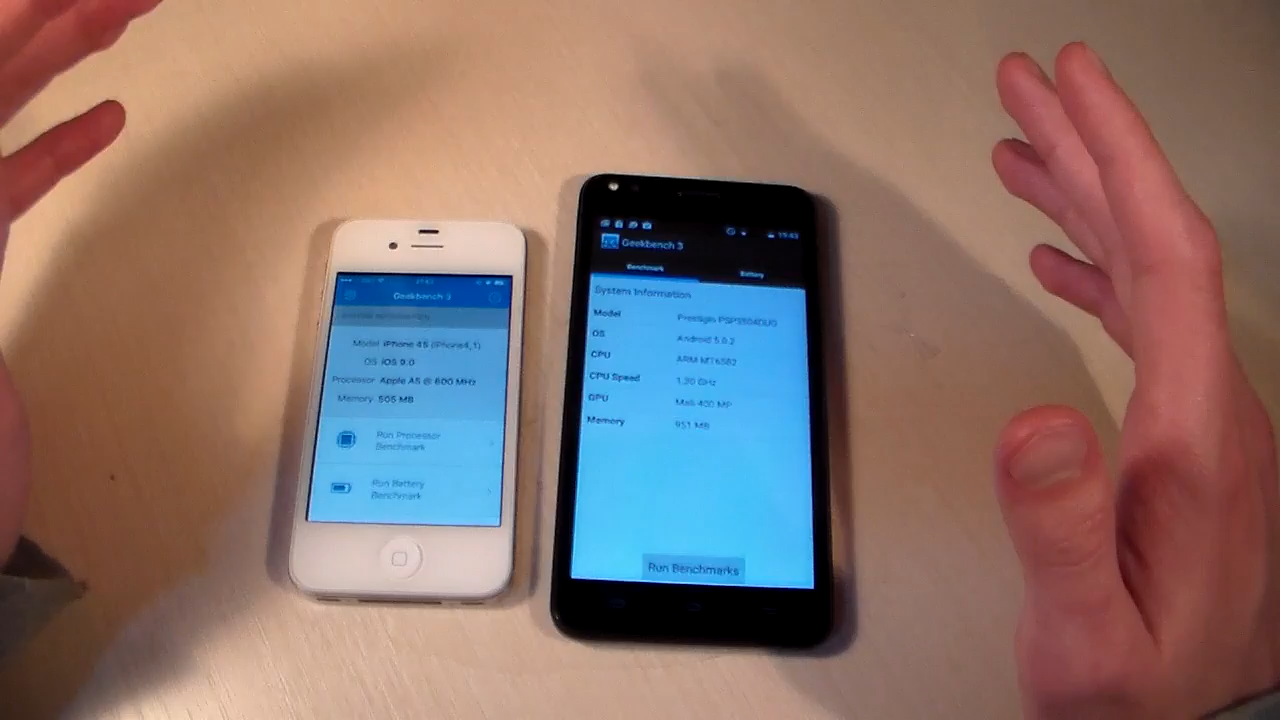 Geekbench 3
Model iPhone 4S (iPhone4,1)
OS iOS 9.0
Processor Apple A5 @ 800 MHz
Memory 505 MB
Run Processor
Benchmark
Run Battery
Benchmark
Geekbench 3
Benchmark
Battery
System Information
Model Prestigio PSP3504DUO
OS Android 5.0.2
CPU ARM MT6582
CPU Speed 1.30 GHz
GPU Mali-400 MP
Memory 951 MB
Run Benchmarks